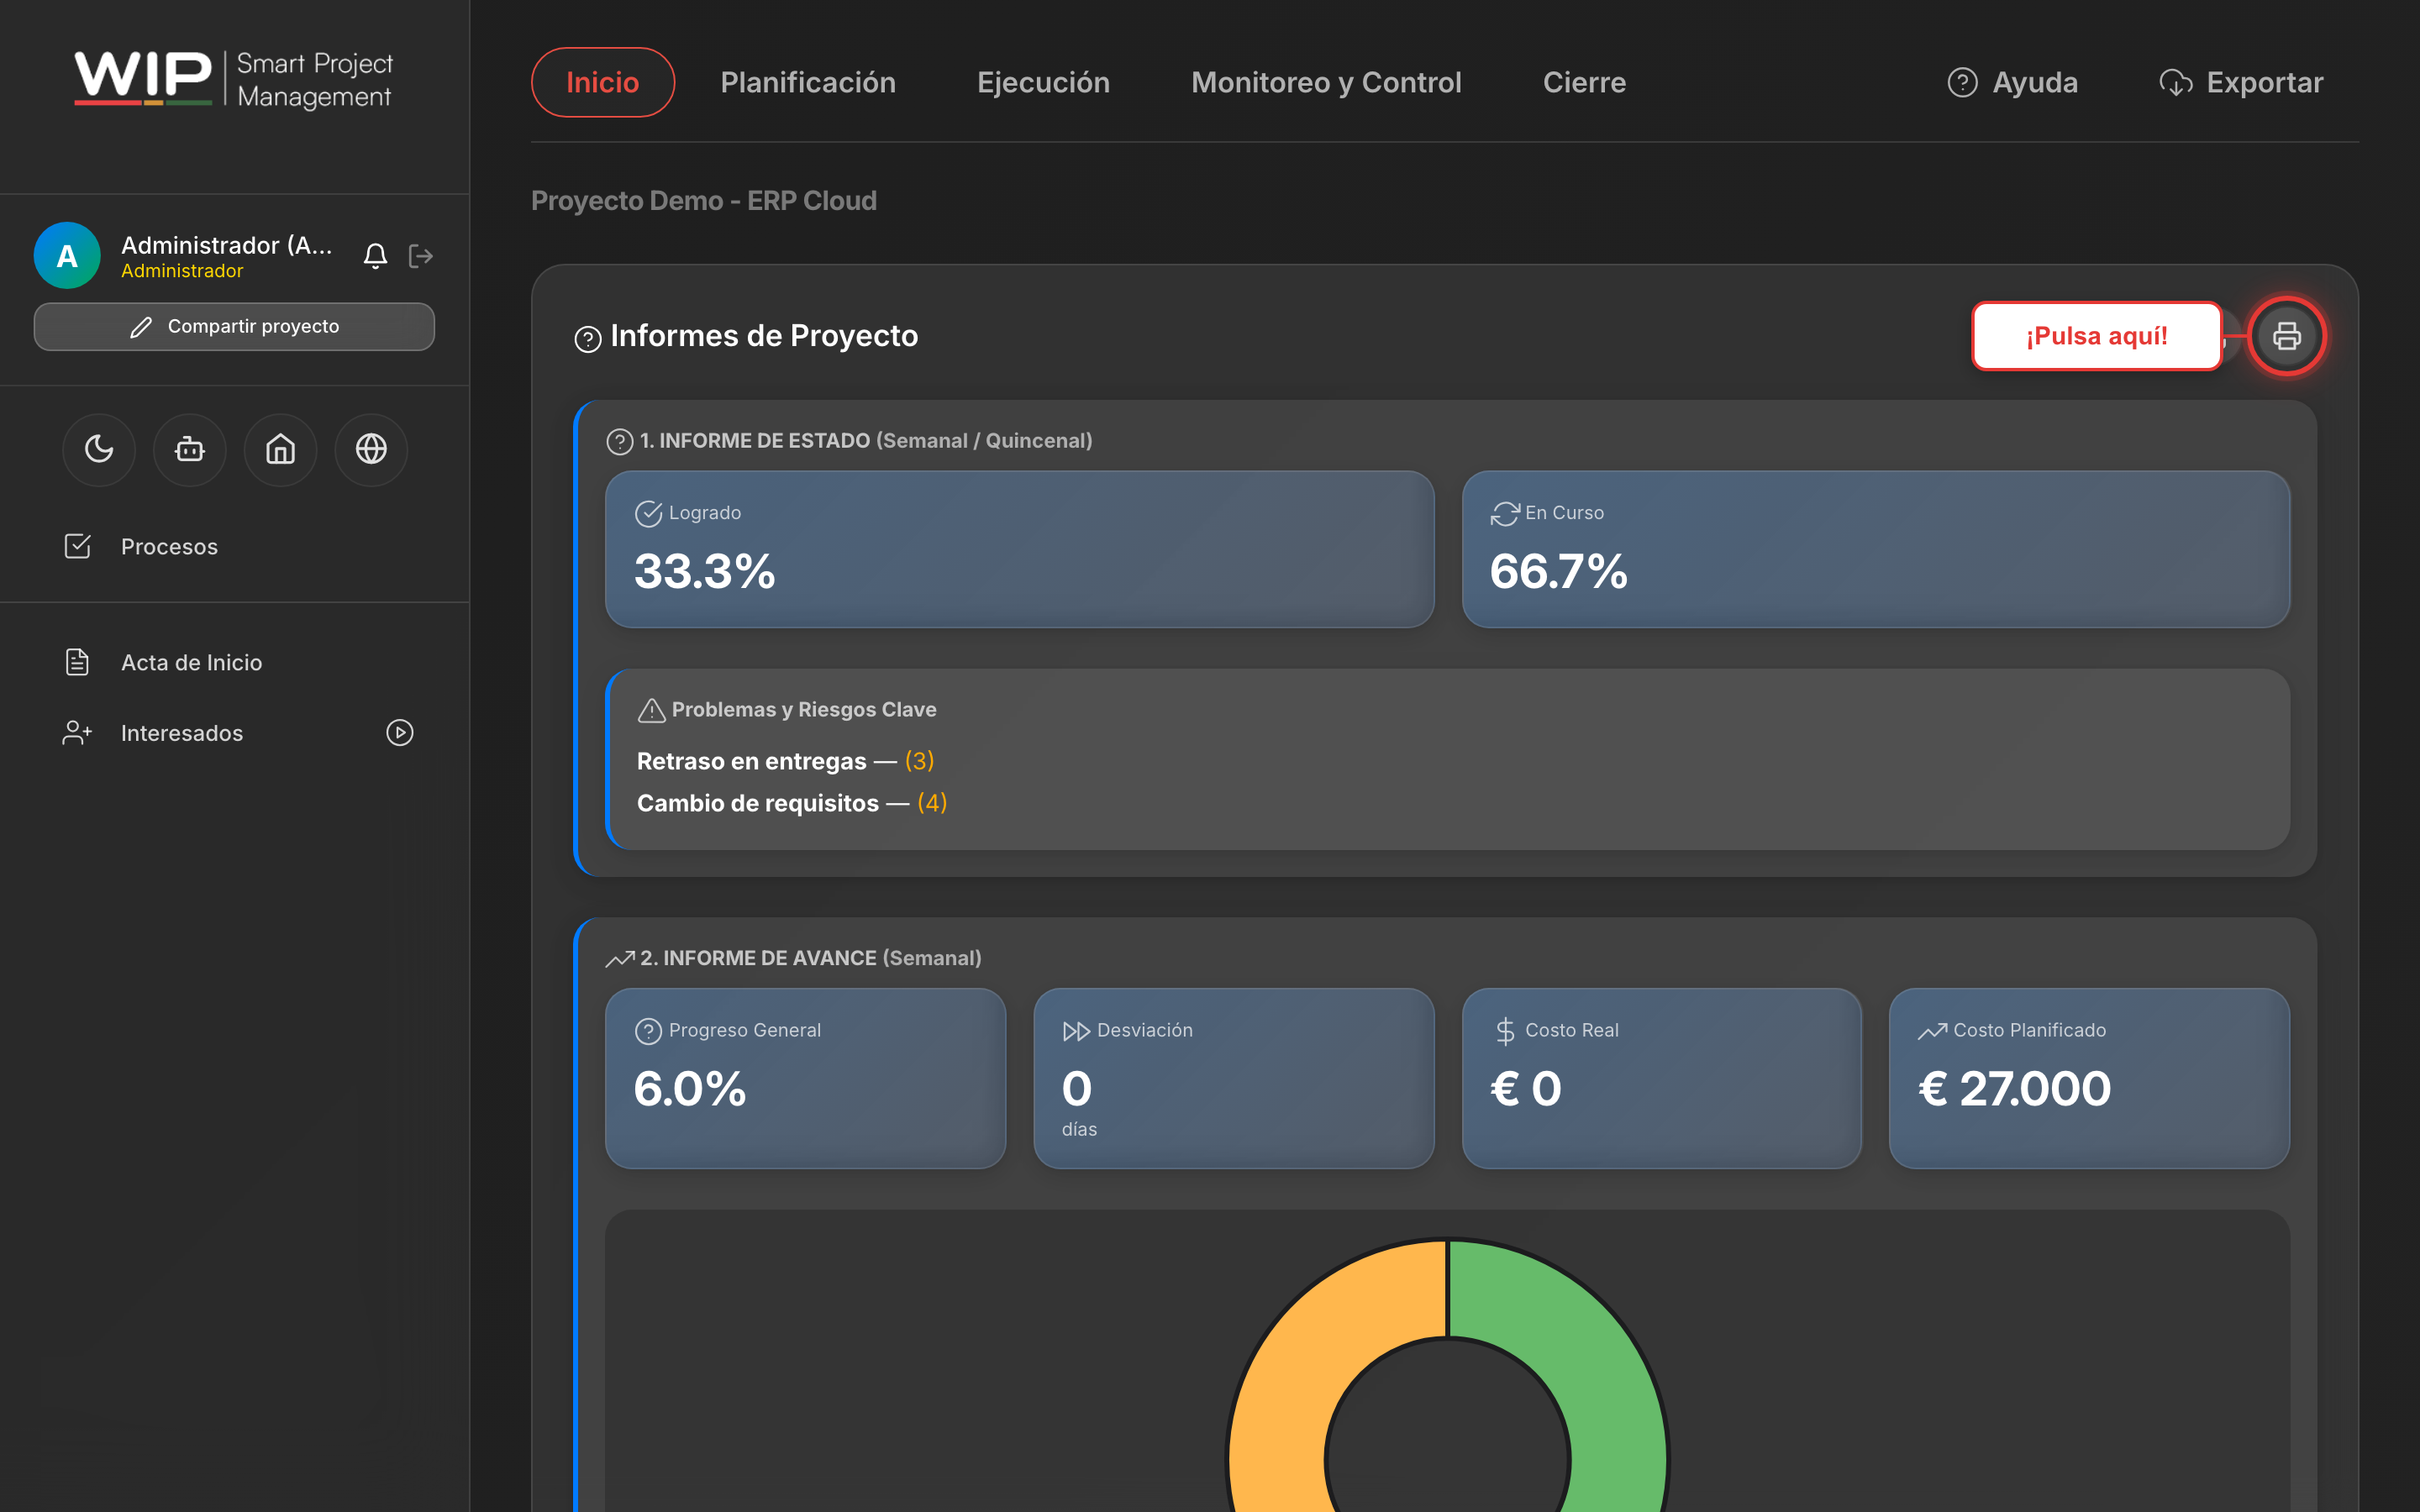 WIP Smart Project
Management
Inicio
Planificación
Ejecución
Monitoreo y Control
Cierre
Ayuda
Exportar
A
Administrador (A...
Administrador
Compartir proyecto
Procesos
Acta de Inicio
Interesados
Proyecto Demo - ERP Cloud
Informes de Proyecto
¡Pulsa aquí!
1. INFORME DE ESTADO (Semanal / Quincenal)
Logrado
33.3%
En Curso
66.7%
Problemas y Riesgos Clave
Retraso en entregas — (3)
Cambio de requisitos — (4)
2. INFORME DE AVANCE (Semanal)
Progreso General
6.0%
Desviación
0
días
Costo Real
€ 0
Costo Planificado
€ 27.000